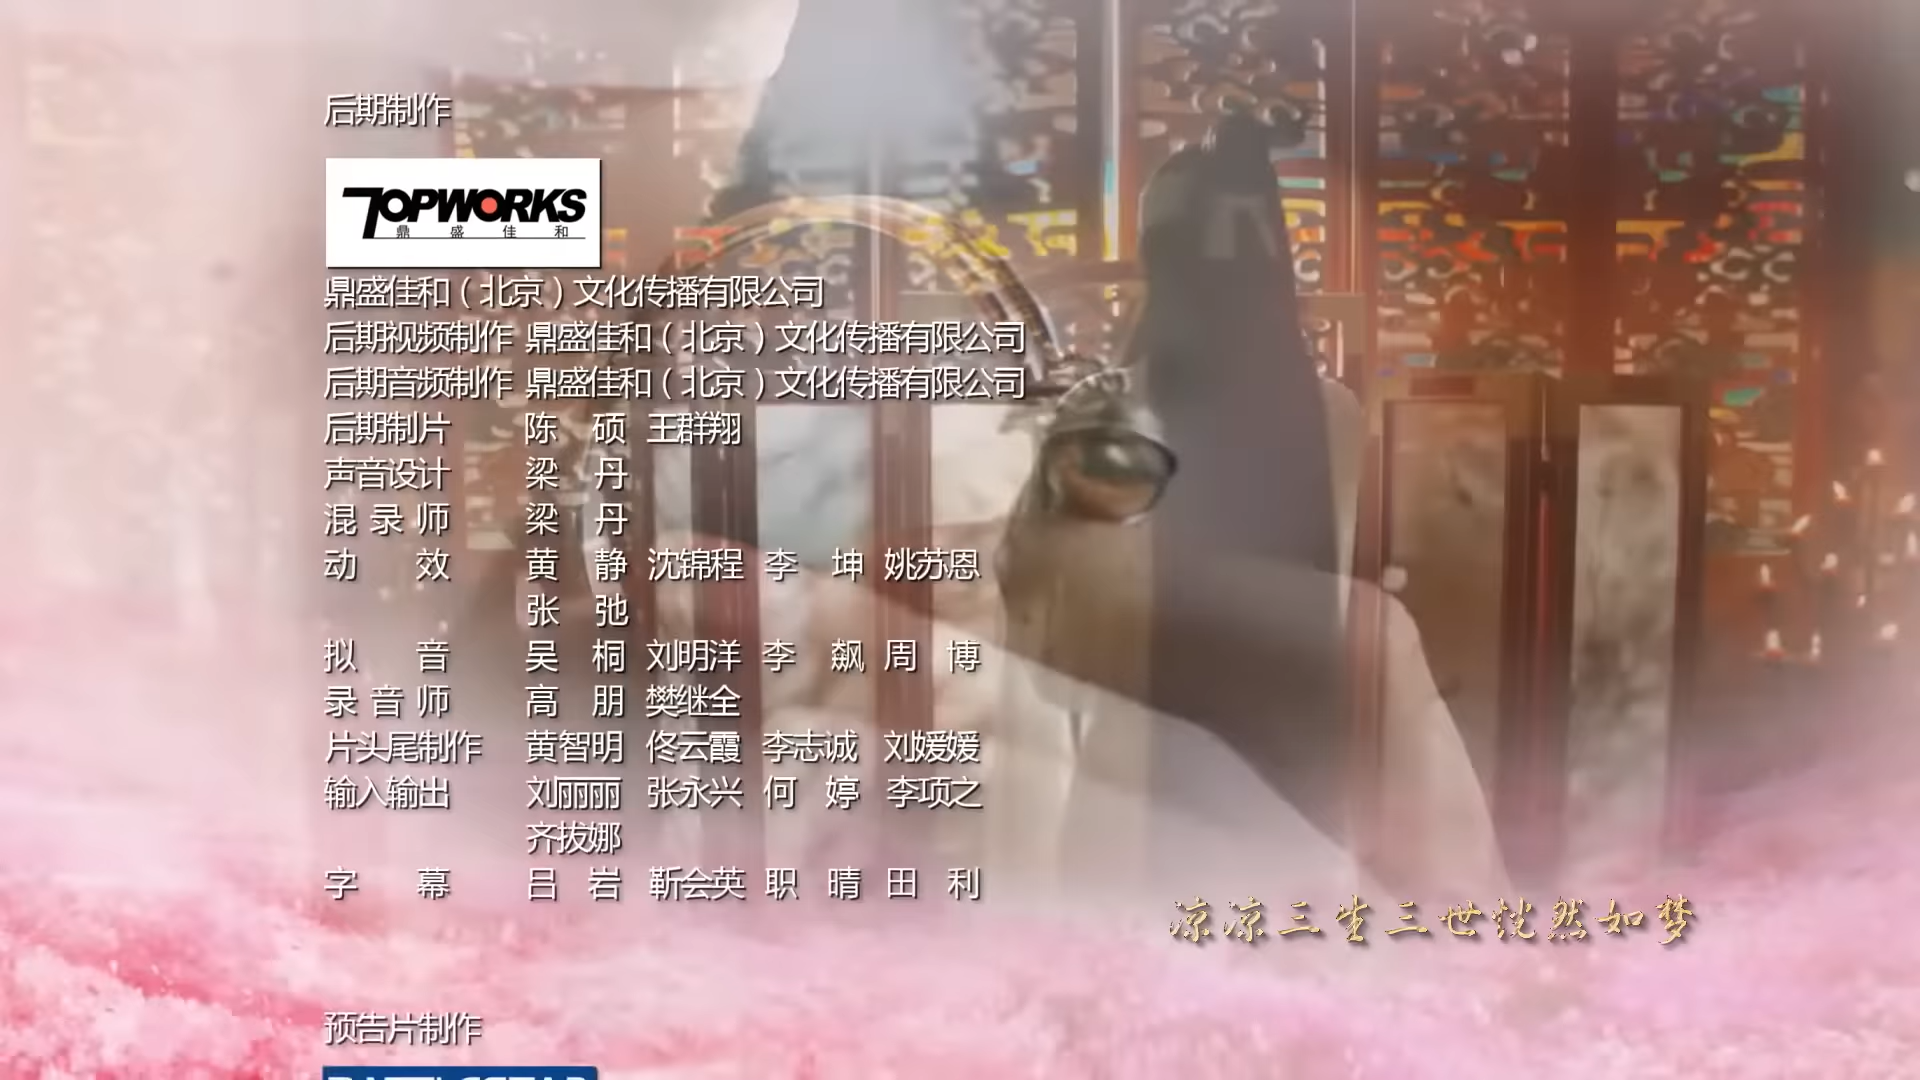 后期制作
TOPWORKS
鼎盛佳和
鼎盛佳和（北京）文化传播有限公司
后期视频制作 鼎盛佳和（北京）文化传播有限公司
后期音频制作 鼎盛佳和（北京）文化传播有限公司
后期制片 陈硕 王群翔
声音设计 梁丹
混录师 梁丹
动效 黄静 沈锦程 李坤 姚苏恩
张弛
拟音 吴桐 刘明洋 李飙 周博
录音师 高朋 樊继全
片头尾制作 黄智明 佟云霞 李志诚 刘媛媛
输入输出 刘丽丽 张永兴 何婷 李项之
齐拔娜
字幕 吕岩 靳会英 职晴 田利
凉凉三生三世恍然如梦
预告片制作